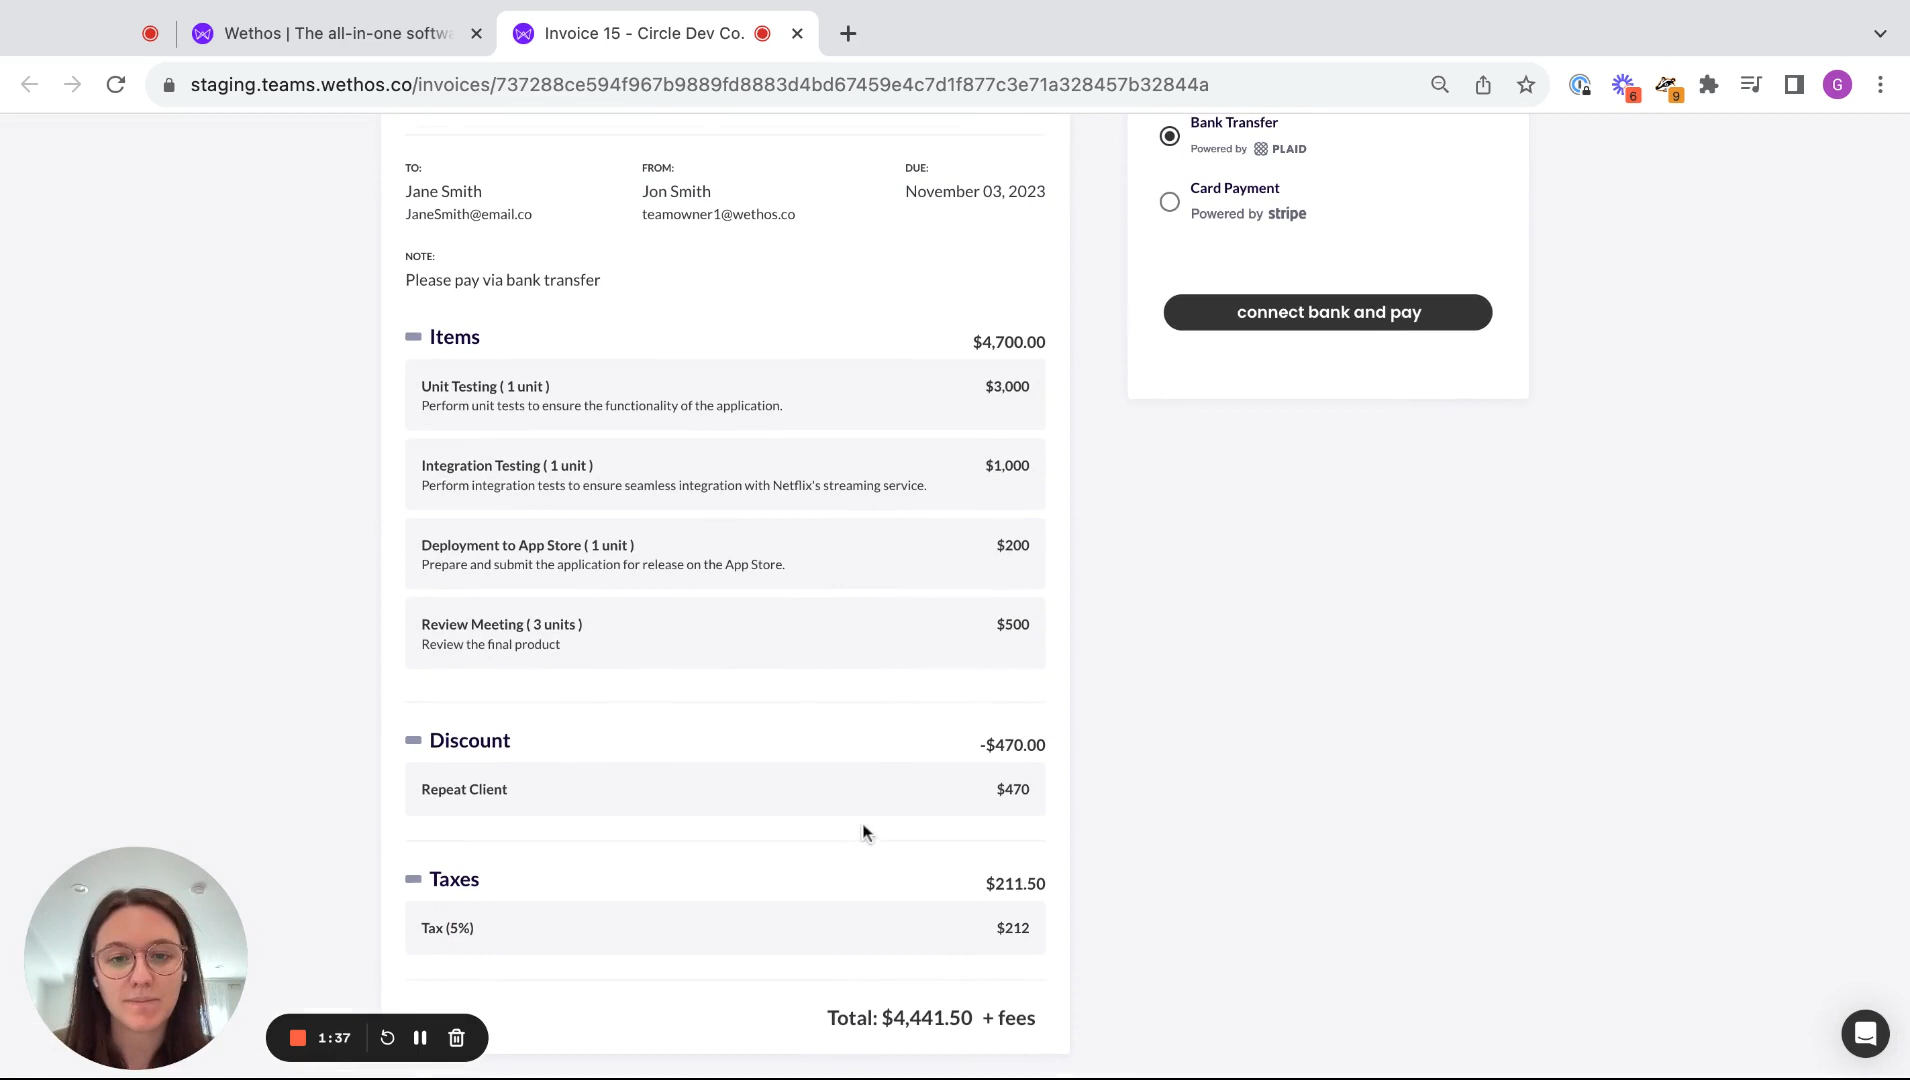 Wethos | The all-in-one softwa
Invoice 15 - Circle Dev Co.
staging.teams.wethos.co/invoices/737288ce594f967b9889fd8883d4bd67459e4c7d1f877c3e71a328457b32844a
6
9
G
TO:
Jane Smith
JaneSmith@email.co
FROM:
Jon Smith
teamowner1@wethos.co
DUE:
November 03, 2023
NOTE:
Please pay via bank transfer
Items $4,700.00
Unit Testing ( 1 unit ) $3,000
Perform unit tests to ensure the functionality of the application.
Integration Testing ( 1 unit ) $1,000
Perform integration tests to ensure seamless integration with Netflix's streaming service.
Deployment to App Store ( 1 unit ) $200
Prepare and submit the application for release on the App Store.
Review Meeting ( 3 units ) $500
Review the final product
Discount -$470.00
Repeat Client $470
Taxes $211.50
Tax (5%) $212
Total: $4,441.50 + fees
Bank Transfer
Powered by PLAID
Card Payment
Powered by stripe
connect bank and pay
1:37